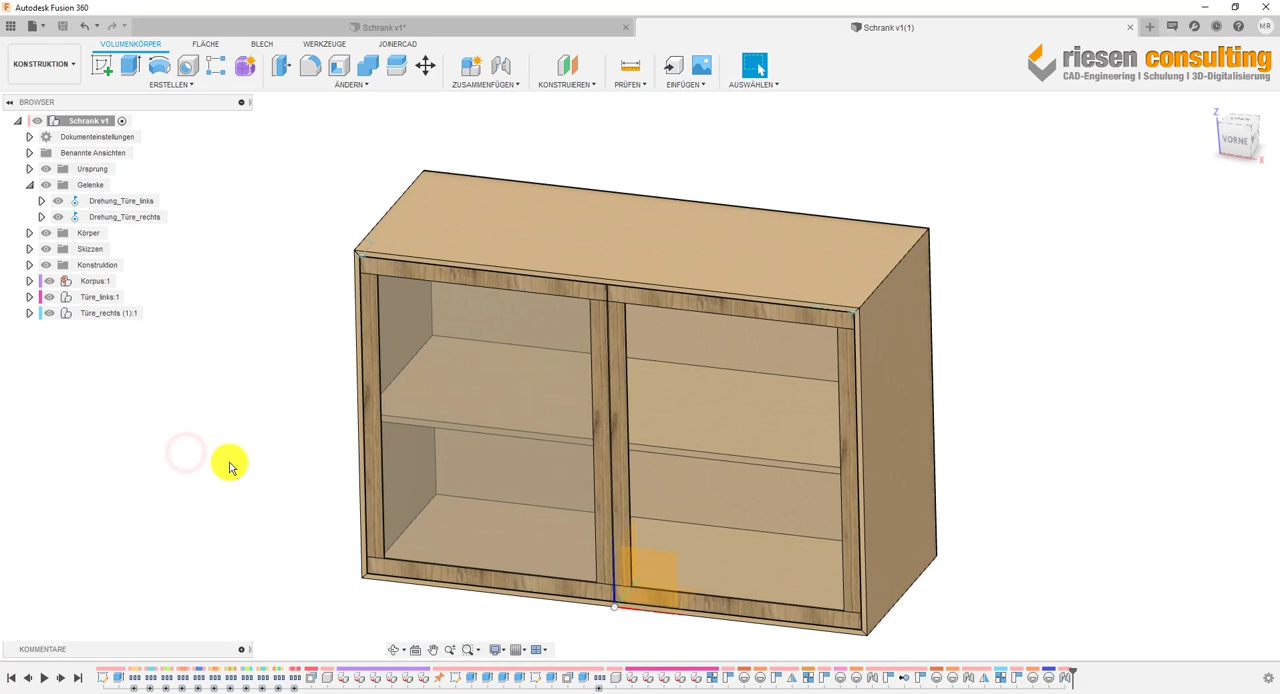 Autodesk Fusion 360
Schrank v1*
Schrank v1(1)
MR
VOLUMENKÖRPER
FLÄCHE
BLECH
WERKZEUGE
JOINERCAD
KONSTRUKTION
ERSTELLEN
ÄNDERN
ZUSAMMENFÜGEN
KONSTRUIEREN
PRÜFEN
EINFÜGEN
AUSWÄHLEN
riesen consulting
CAD-Engineering | Schulung | 3D-Digitalisierung
BROWSER
Schrank v1
Dokumenteinstellungen
Benannte Ansichten
Ursprung
Gelenke
Drehung_Türe_links
Drehung_Türe_rechts
Körper
Skizzen
Konstruktion
Korpus:1
Türe_links:1
Türe_rechts (1):1
Z
VORNE
X
KOMMENTARE